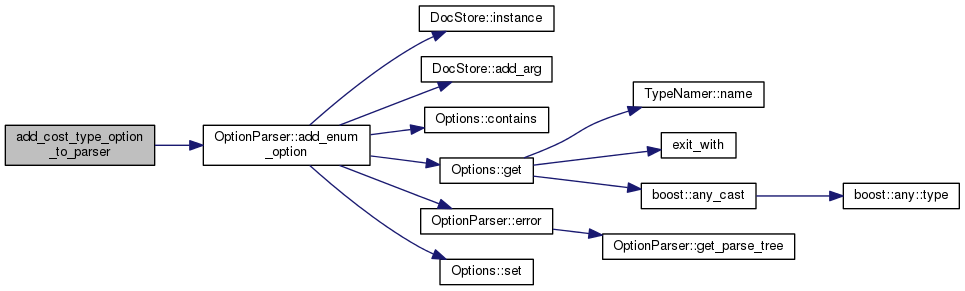 add_cost_type_option
_to_parser
OptionParser::add_enum
_option
DocStore::instance
DocStore::add_arg
Options::contains
Options::get
OptionParser::error
Options::set
TypeNamer::name
exit_with
boost::any_cast
OptionParser::get_parse_tree
boost::any::type